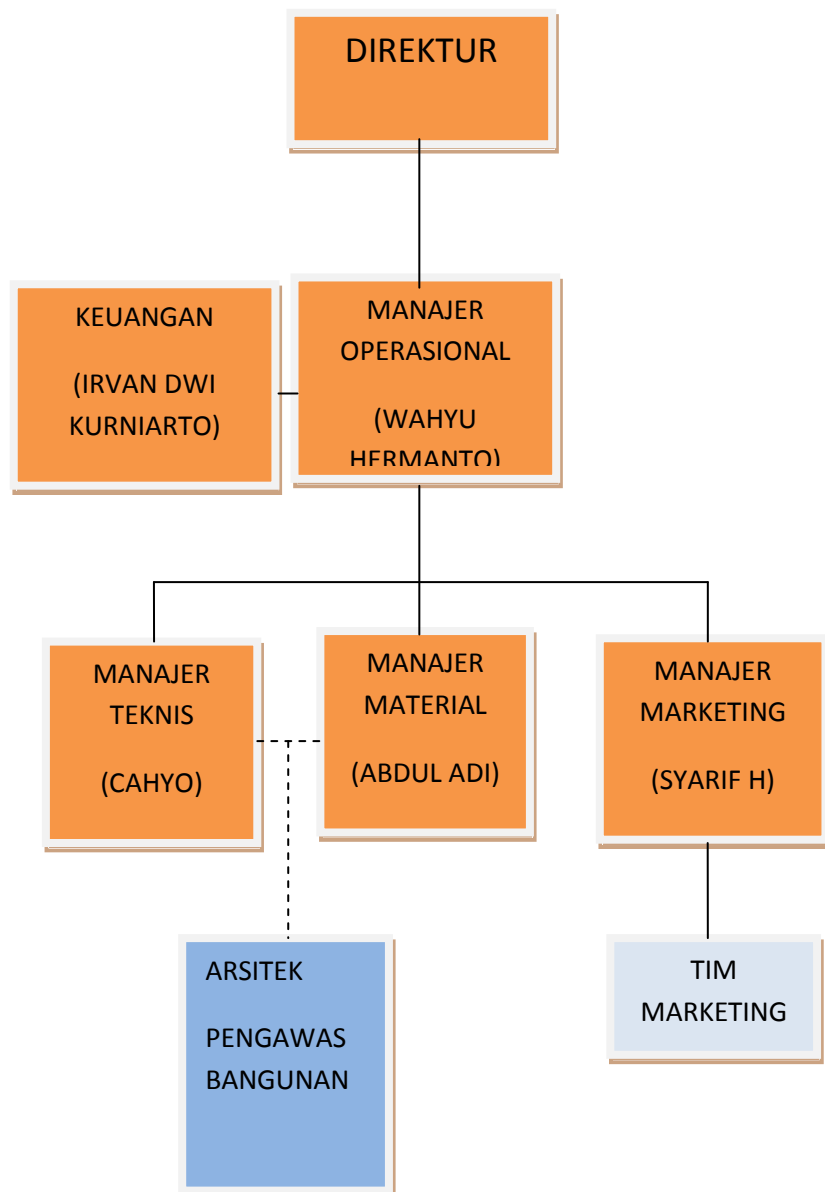 DIREKTUR
KEUANGAN
(IRVAN DWI
KURNIARTO)
MANAJER
OPERASIONAL
(WAHYU
HERMANTO)
MANAJER
TEKNIS
(CAHYO)
MANAJER
MATERIAL
(ABDUL ADI)
MANAJER
MARKETING
(SYARIF H)
ARSITEK
PENGAWAS
BANGUNAN
TIM
MARKETING